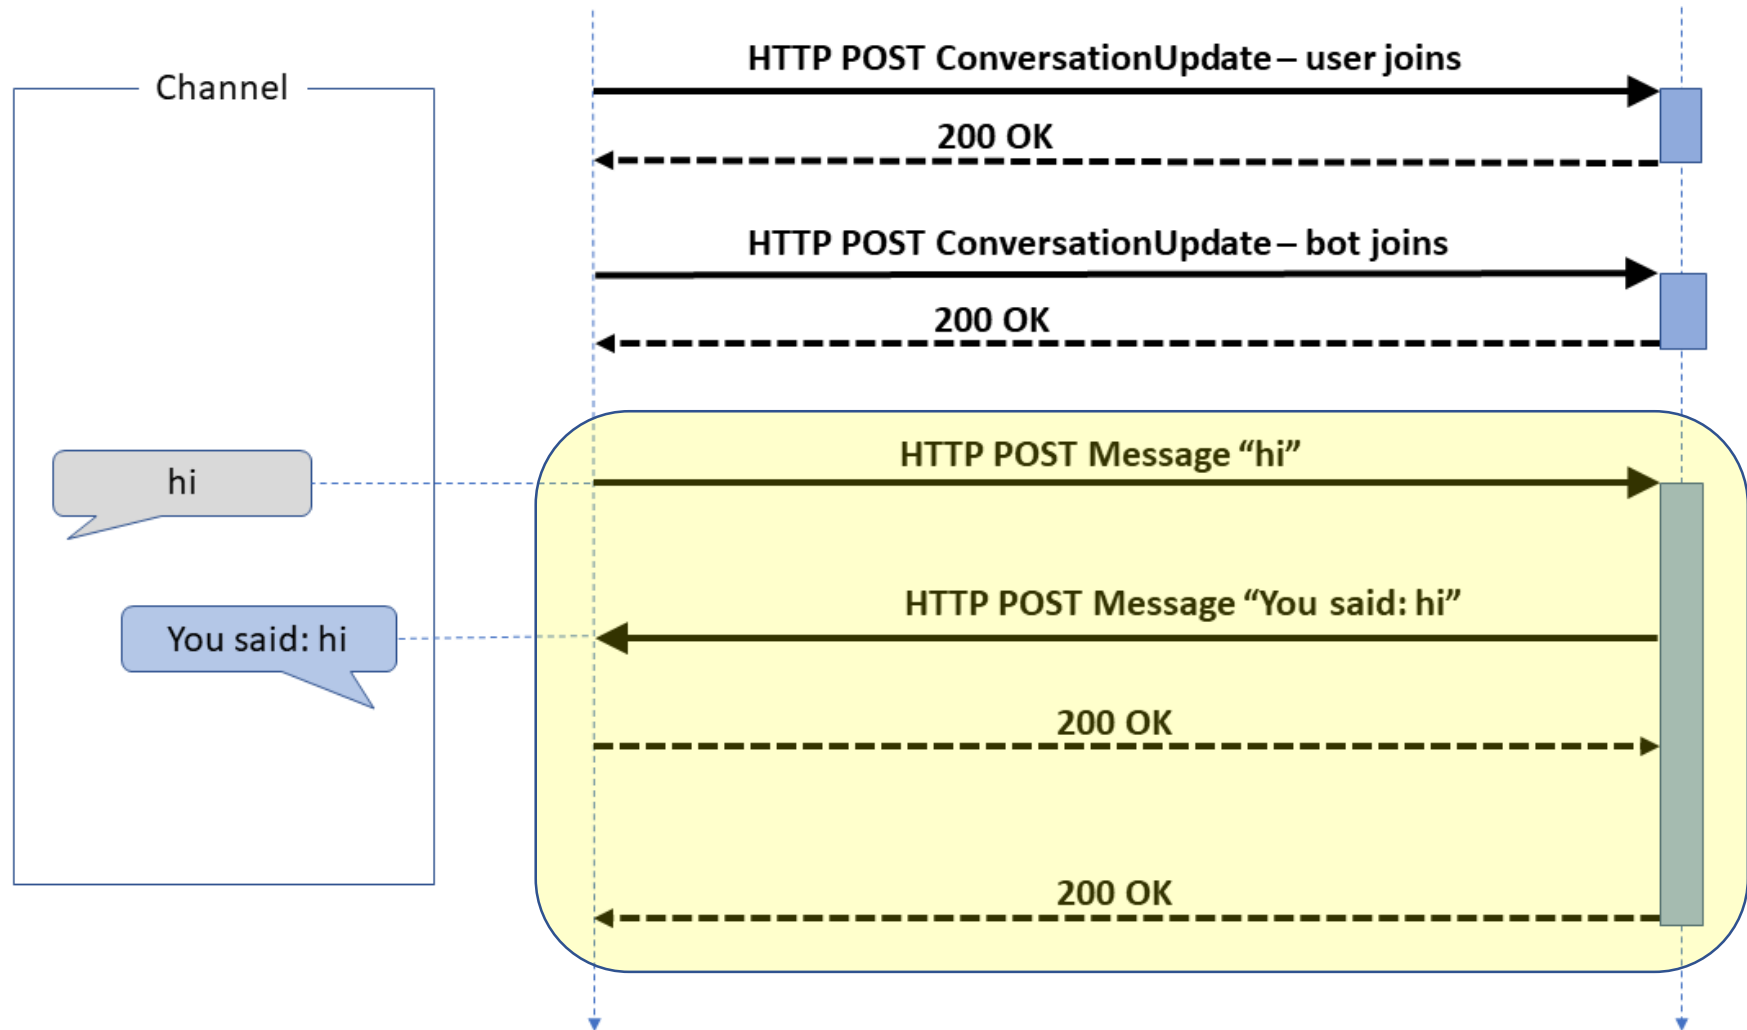 HTTP POST ConversationUpdate – user joins
Channel
200 OK
HTTP POST ConversationUpdate – bot joins
200 OK
HTTP POST Message “hi”
hi
HTTP POST Message “You said: hi”
You said: hi
200 OK
200 OK